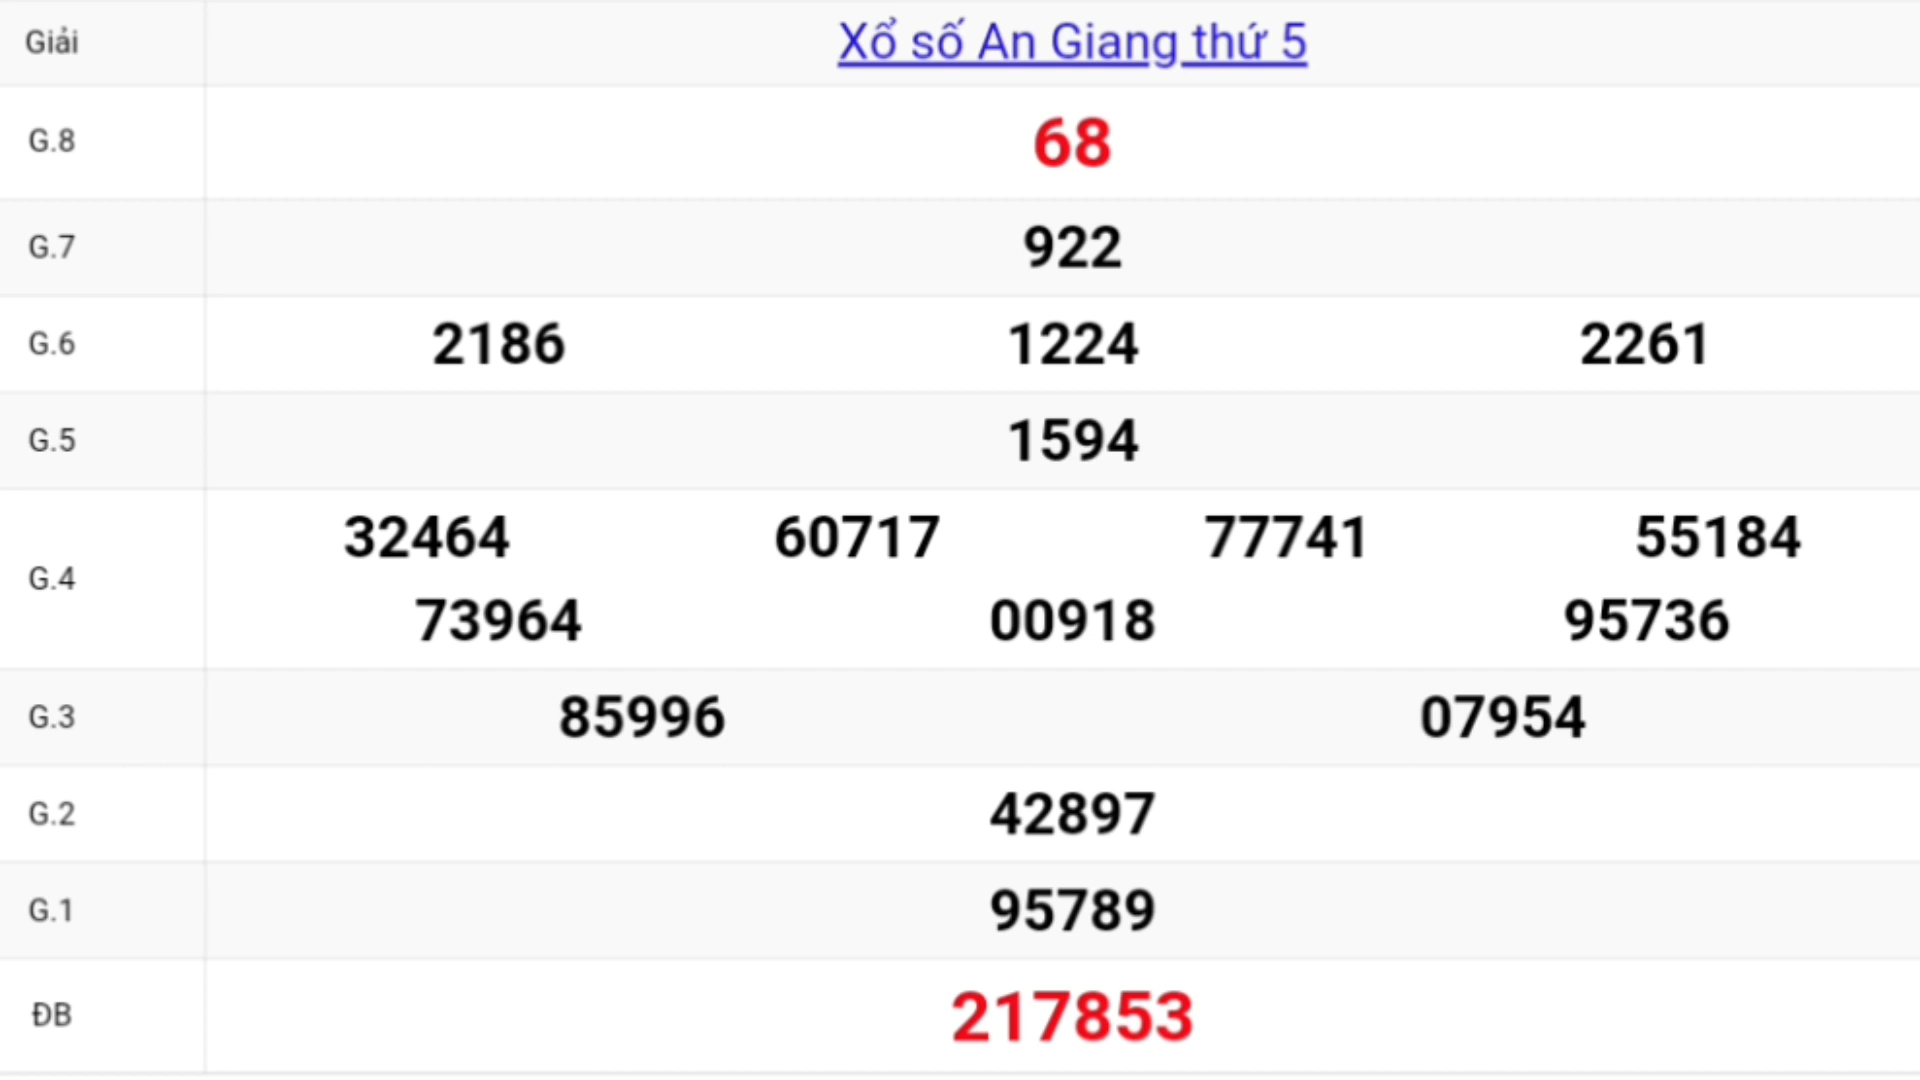 Giải Xổ số An Giang thứ 5
G.8 68
G.7 922
G.6 2186 1224 2261
G.5 1594
G.4 32464 60717 77741 55184
73964 00918 95736
G.3 85996 07954
G.2 42897
G.1 95789
ĐB 217853